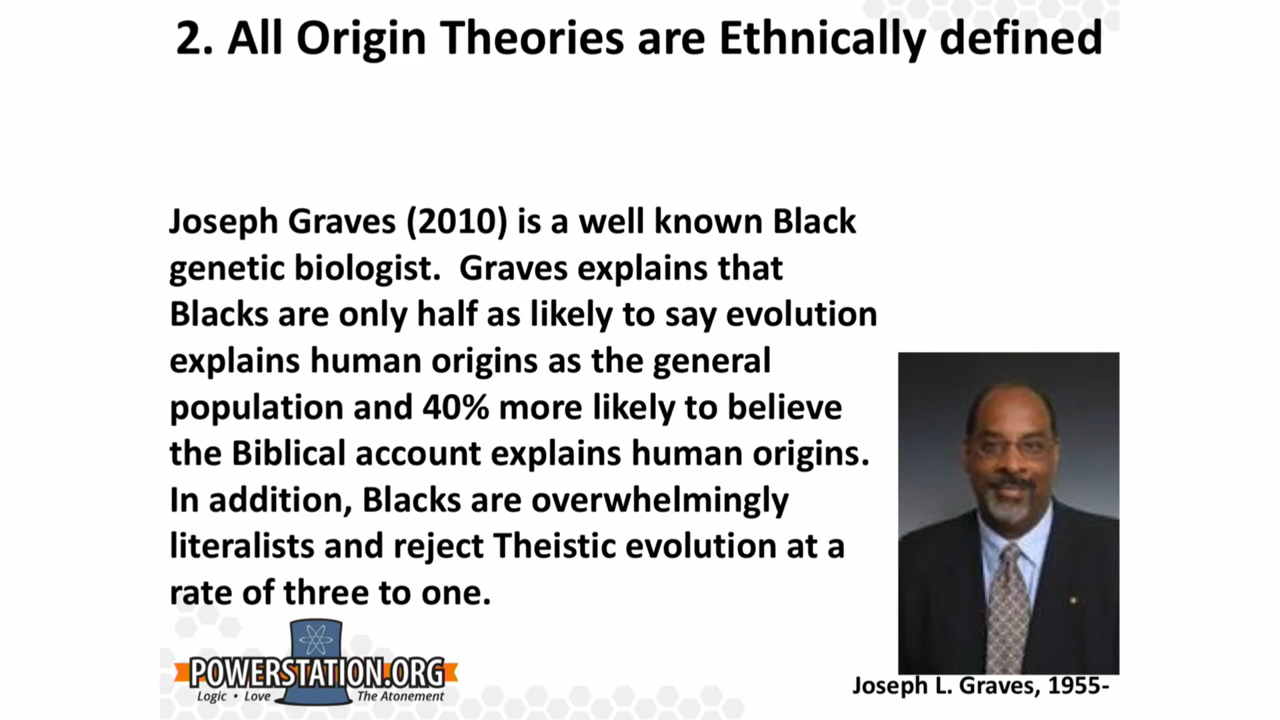 2. All Origin Theories are Ethnically defined
Joseph Graves (2010) is a well known Black
genetic biologist.  Graves explains that
Blacks are only half as likely to say evolution
explains human origins as the general
population and 40% more likely to believe
the Biblical account explains human origins.
In addition, Blacks are overwhelmingly
literalists and reject Theistic evolution at a
rate of three to one.
POWERSTATION.ORG
Logic • Love The Atonement
Joseph L. Graves, 1955-